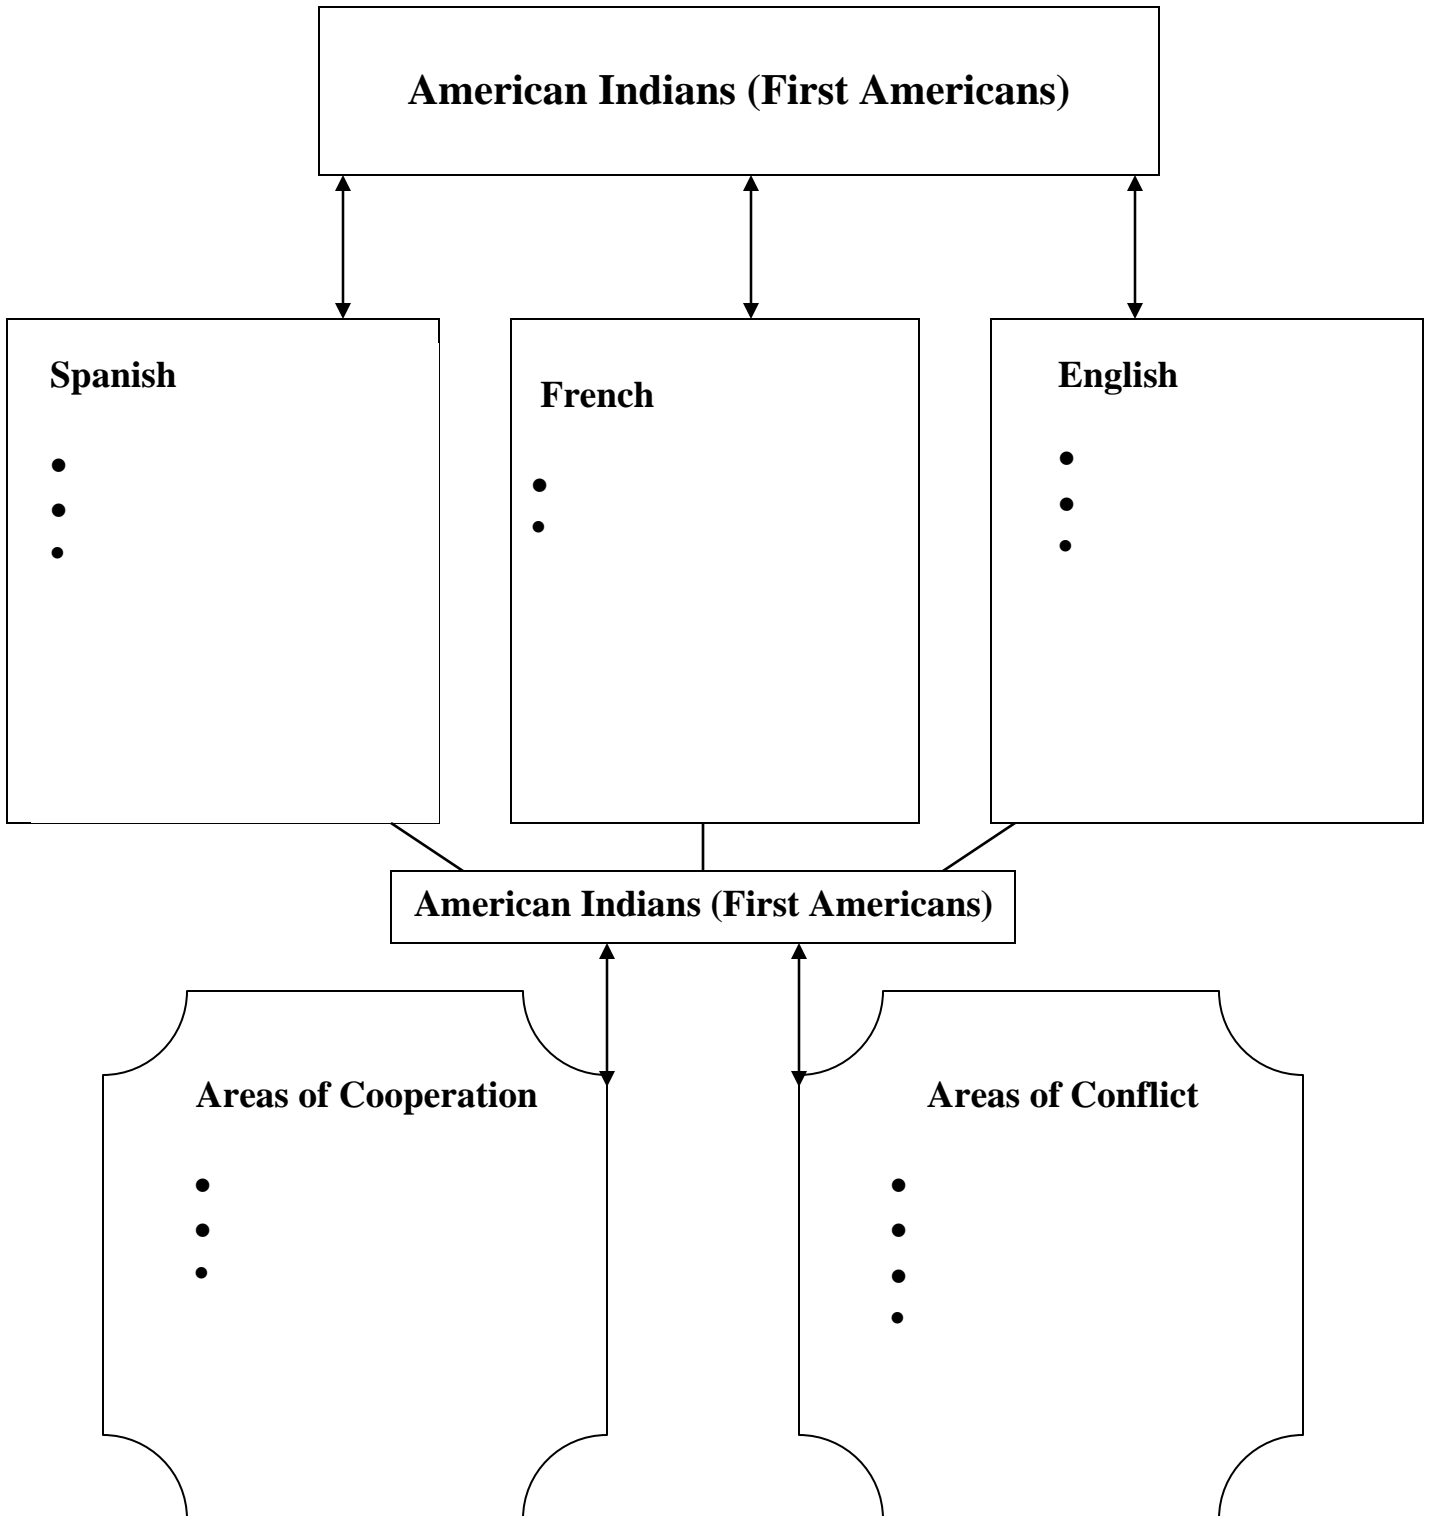 American Indians (First Americans)
Spanish
•
•
•
French
•
•
English
•
•
•
American Indians (First Americans)
Areas of Cooperation
•
•
•
Areas of Conflict
•
•
•
•